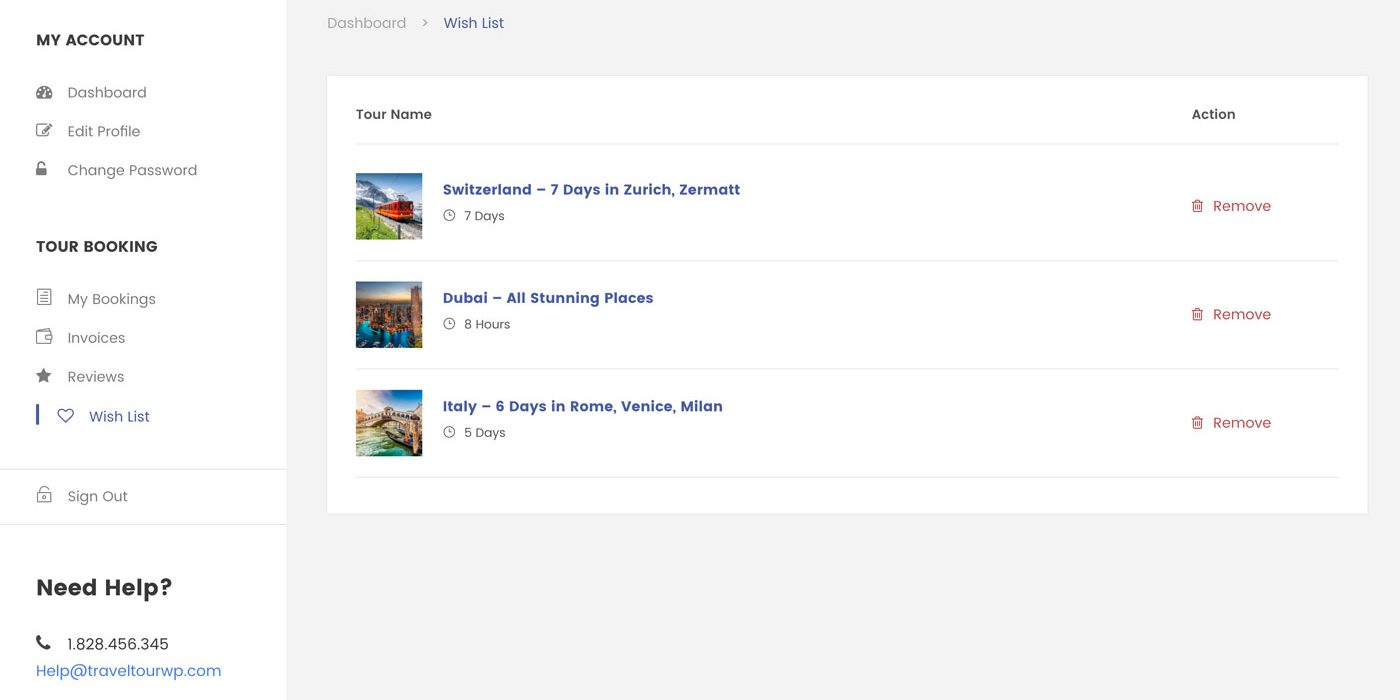 MY ACCOUNT
Dashboard
Edit Profile
Change Password
TOUR BOOKING
My Bookings
Invoices
Reviews
Wish List
Sign Out
Need Help?
1.828.456.345
Help@traveltourwp.com
Dashboard > Wish List
Tour Name Action
Switzerland – 7 Days in Zurich, Zermatt
7 Days
Remove
Dubai – All Stunning Places
8 Hours
Remove
Italy – 6 Days in Rome, Venice, Milan
5 Days
Remove